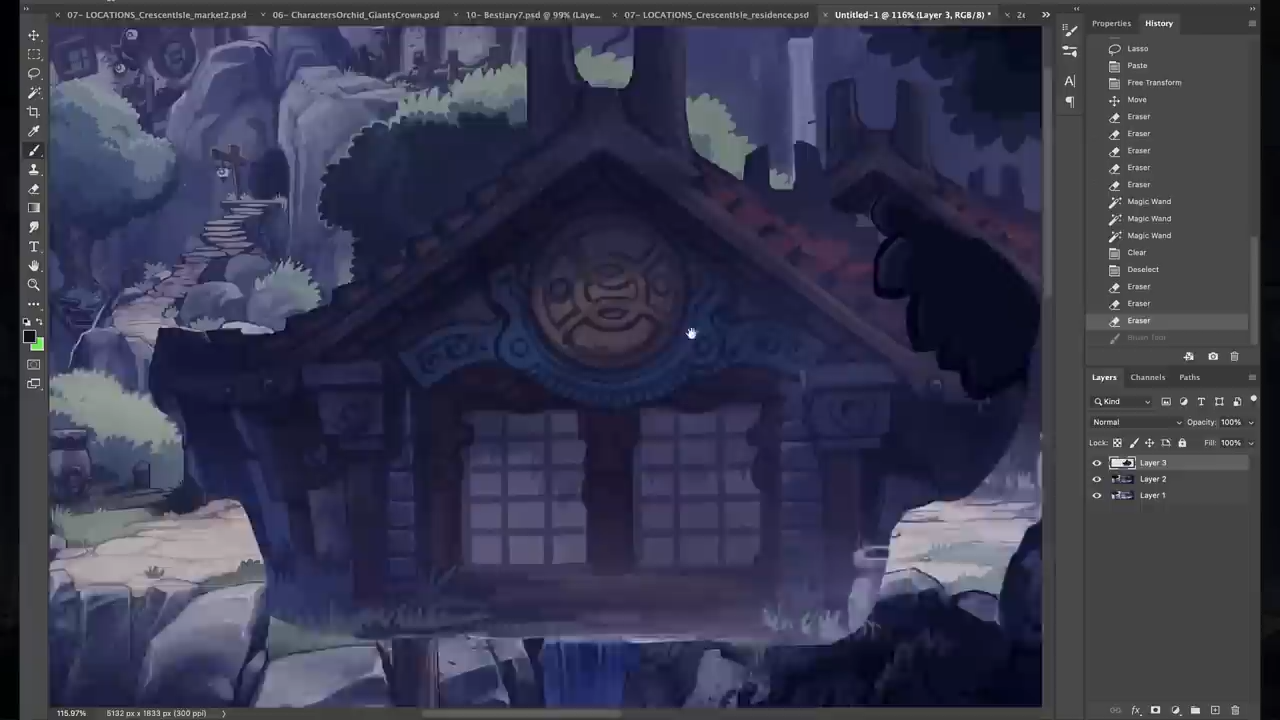 07- LOCATIONS_CrescentIsle_market2.psd
06- CharactersOrchid_GiantsCrown.psd
10- Bestiary7.psd @ 99% (Laye...
07- LOCATIONS_CrescentIsle_residence.psd
Untitled-1 @ 116% (Layer 3, RGB/8) *
Properties
History
Lasso
Paste
Free Transform
Move
Eraser
Eraser
Eraser
Eraser
Eraser
Magic Wand
Magic Wand
Magic Wand
Clear
Deselect
Eraser
Eraser
Eraser
Brush Tool
Layers
Channels
Paths
Kind
Normal
Opacity: 100%
Lock:
Fill: 100%
Layer 3
Layer 2
Layer 1
115.97%
5132 px x 1833 px (300 ppi)